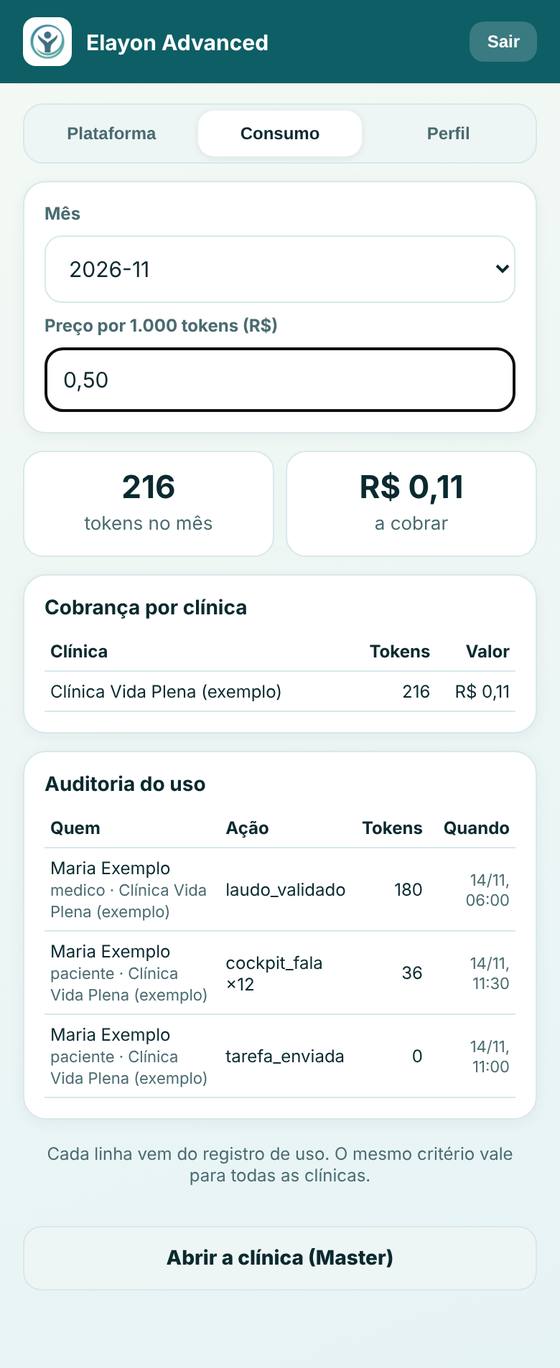 Elayon Advanced
Sair
Plataforma
Consumo
Perfil
Mês
2026-11
Preço por 1.000 tokens (R$)
0,50
216
tokens no mês
R$ 0,11
a cobrar
Cobrança por clínica
Clínica Tokens Valor
Clínica Vida Plena (exemplo) 216 R$ 0,11
Auditoria do uso
Quem Ação Tokens Quando
Maria Exemplo
medico · Clínica Vida
Plena (exemplo)
laudo_validado
180
14/11,
06:00
Maria Exemplo
paciente · Clínica
Vida Plena (exemplo)
cockpit_fala
×12
36
14/11,
11:30
Maria Exemplo
paciente · Clínica
Vida Plena (exemplo)
tarefa_enviada
0
14/11,
11:00
Cada linha vem do registro de uso. O mesmo critério vale
para todas as clínicas.
Abrir a clínica (Master)